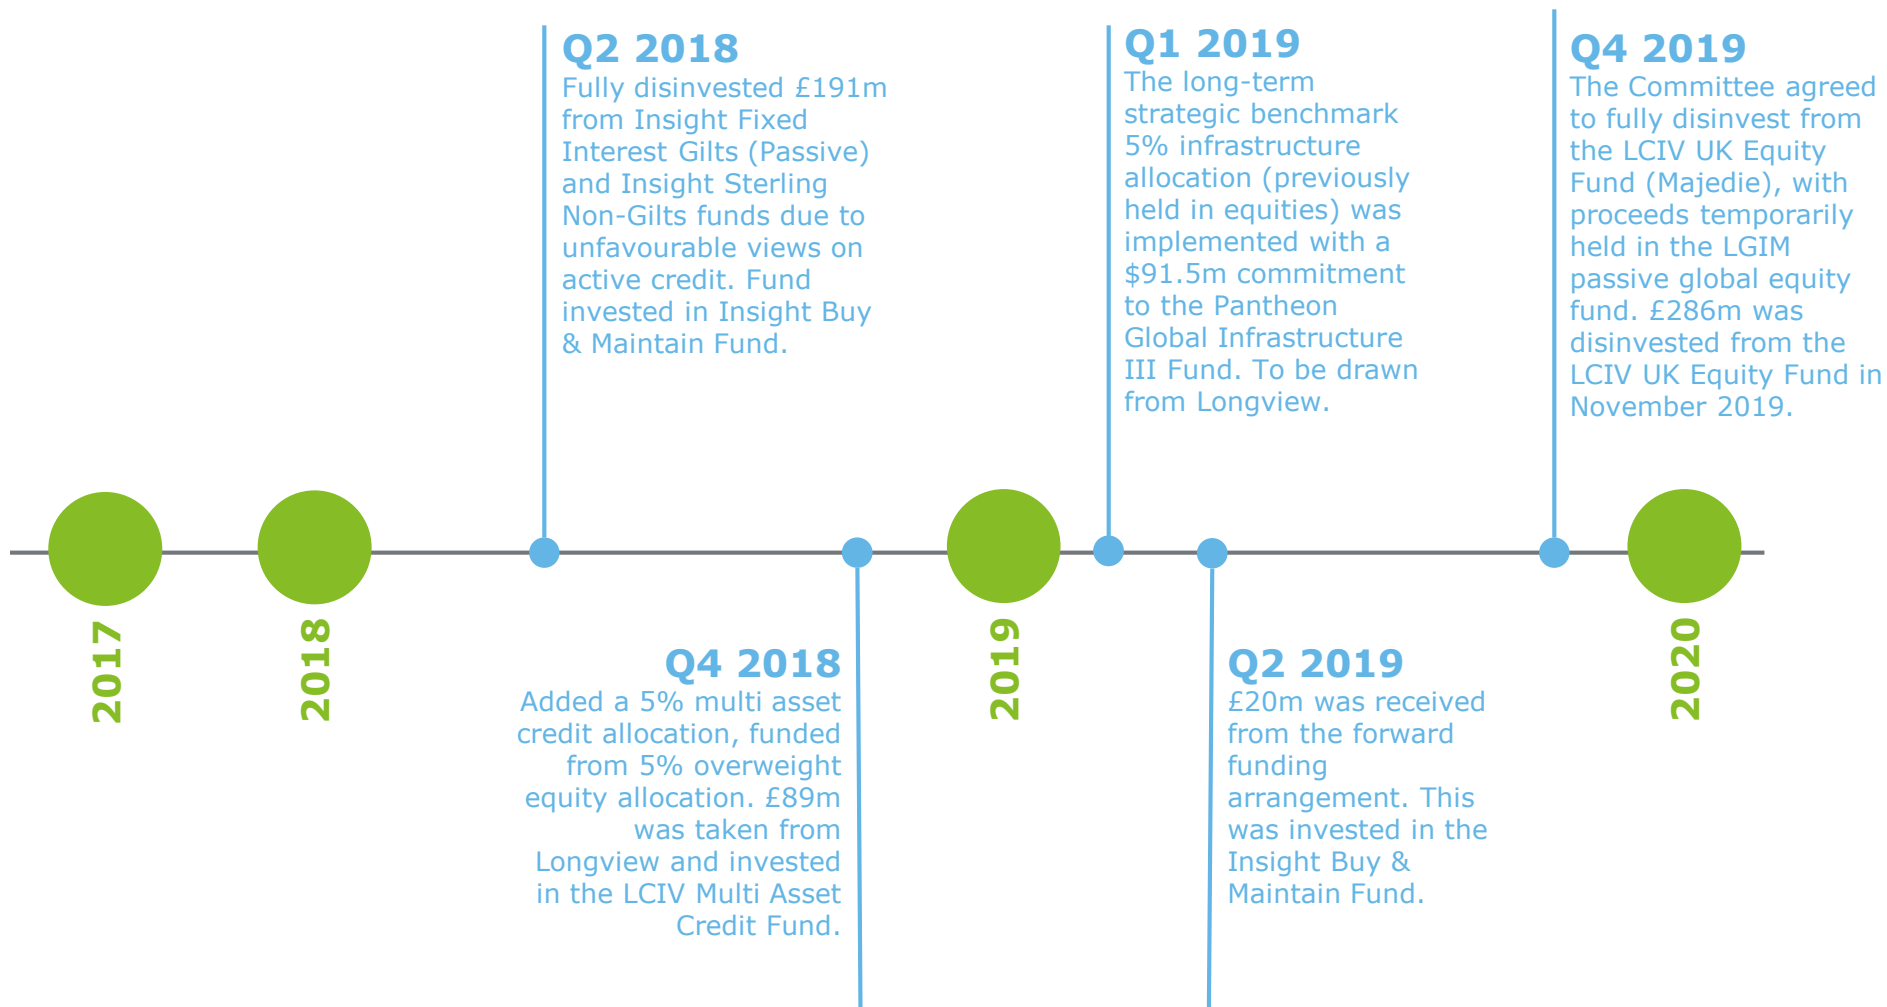 Q2 2018
Fully disinvested £191m
from Insight Fixed
Interest Gilts (Passive)
and Insight Sterling
Non-Gilts funds due to
unfavourable views on
active credit. Fund
invested in Insight Buy
& Maintain Fund.
Q1 2019
The long-term
strategic benchmark
5% infrastructure
allocation (previously
held in equities) was
implemented with a
$91.5m commitment
to the Pantheon
Global Infrastructure
III Fund. To be drawn
from Longview.
Q4 2019
The Committee agreed
to fully disinvest from
the LCIV UK Equity
Fund (Majedie), with
proceeds temporarily
held in the LGIM
passive global equity
fund. £286m was
disinvested from the
LCIV UK Equity Fund in
November 2019.
2017
2018
2019
2020
Q4 2018
Added a 5% multi asset
credit allocation, funded
from 5% overweight
equity allocation. £89m
was taken from
Longview and invested
in the LCIV Multi Asset
Credit Fund.
Q2 2019
£20m was received
from the forward
funding
arrangement. This
was invested in the
Insight Buy &
Maintain Fund.